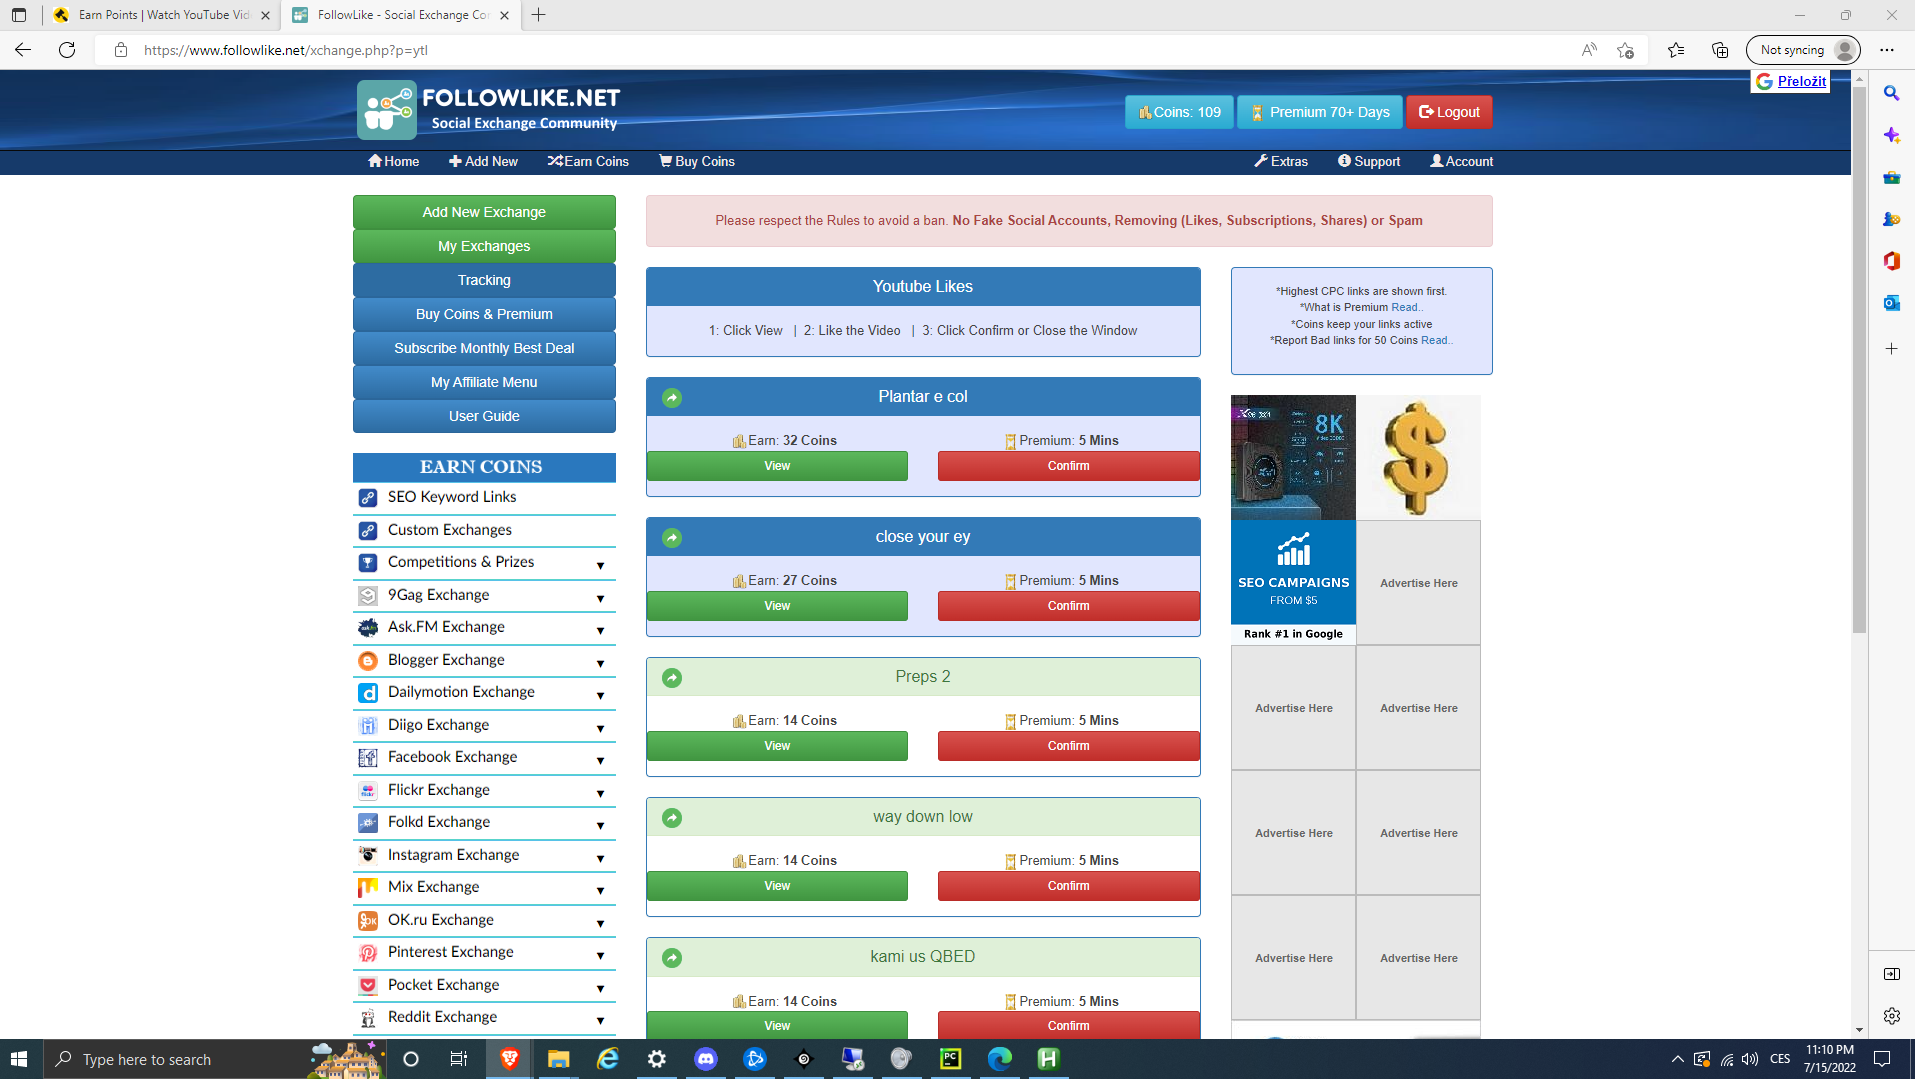 Earn Points | Watch YouTube Vid
FollowLike - Social Exchange Co
https://www.followlike.net/xchange.php?p=ytl
Not syncing
Přeložit
FOLLOWLIKE.NET
Social Exchange Community
Coins: 109
Premium 70+ Days
Logout
Home
Add New
Earn Coins
Buy Coins
Extras
Support
Account
Add New Exchange
My Exchanges
Tracking
Buy Coins & Premium
Subscribe Monthly Best Deal
My Affiliate Menu
User Guide
EARN COINS
SEO Keyword Links
Custom Exchanges
Competitions & Prizes
9Gag Exchange
Ask.FM Exchange
Blogger Exchange
Dailymotion Exchange
Diigo Exchange
Facebook Exchange
Flickr Exchange
Folkd Exchange
Instagram Exchange
Mix Exchange
OK.ru Exchange
Pinterest Exchange
Pocket Exchange
Reddit Exchange
Please respect the Rules to avoid a ban. No Fake Social Accounts, Removing (Likes, Subscriptions, Shares) or Spam
Youtube Likes
1: Click View | 2: Like the Video | 3: Click Confirm or Close the Window
Plantar e col
Earn: 32 Coins
Premium: 5 Mins
View
Confirm
close your ey
Earn: 27 Coins
Premium: 5 Mins
View
Confirm
Preps 2
Earn: 14 Coins
Premium: 5 Mins
View
Confirm
way down low
Earn: 14 Coins
Premium: 5 Mins
View
Confirm
kami us QBED
Earn: 14 Coins
Premium: 5 Mins
View
Confirm
*Highest CPC links are shown first.
*What is Premium Read..
*Coins keep your links active
*Report Bad links for 50 Coins Read..
8K
SEO CAMPAIGNS
FROM $5
Rank #1 in Google
Advertise Here
Advertise Here
Advertise Here
Advertise Here
Advertise Here
Advertise Here
Advertise Here
Type here to search
CES
11:10 PM
7/15/2022